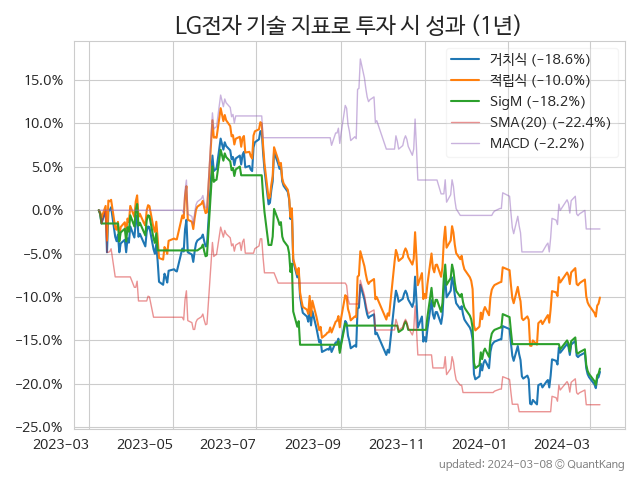 LG전자 기술 지표로 투자 시 성과 (1년)
거치식 (−18.6%)
적립식 (−10.0%)
SigM (−18.2%)
SMA(20) (−22.4%)
MACD (−2.2%)
15.0%
10.0%
5.0%
0.0%
−5.0%
−10.0%
−15.0%
−20.0%
−25.0%
2023-03 2023-05 2023-07 2023-09 2023-11 2024-01 2024-03
updated: 2024-03-08 ⓒ QuantKang